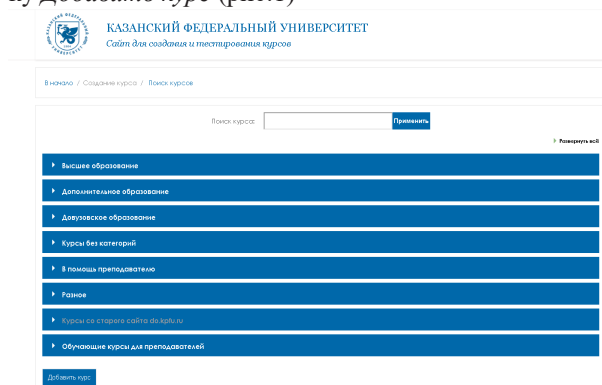 ку Добавить курс (рис.1)
КАЗАНСКИЙ ФЕДЕРАЛЬНЫЙ УНИВЕРСИТЕТ
Сайт для создания и тестирования курсов
В начало / Создание курса / Поиск курсов
Поиск курса: Применить
Развернуть всё
Высшее образование
Дополнительное образование
Довузовское образование
Курсы без категорий
В помощь преподавателю
Разное
Курсы со старого сайта do.kpfu.ru
Обучающие курсы для преподавателей
Добавить курс